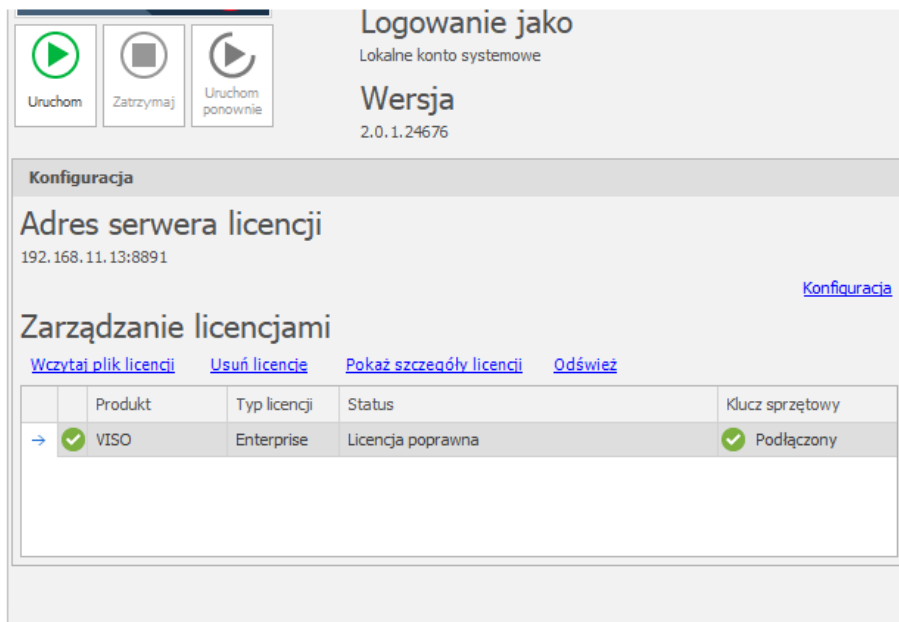 Logowanie jako
Lokalne konto systemowe
Uruchom
Zatrzymaj
Uruchom
ponownie
Wersja
2.0.1.24676
Konfiguracja
Adres serwera licencji
192.168.11.13:8891
Konfiguracja
Zarządzanie licencjami
Wczytaj plik licencji Usuń licencje Pokaż szczegóły licencji Odśwież
Produkt Typ licencji Status Klucz sprzętowy
VISO Enterprise Licencja poprawna Podłączony